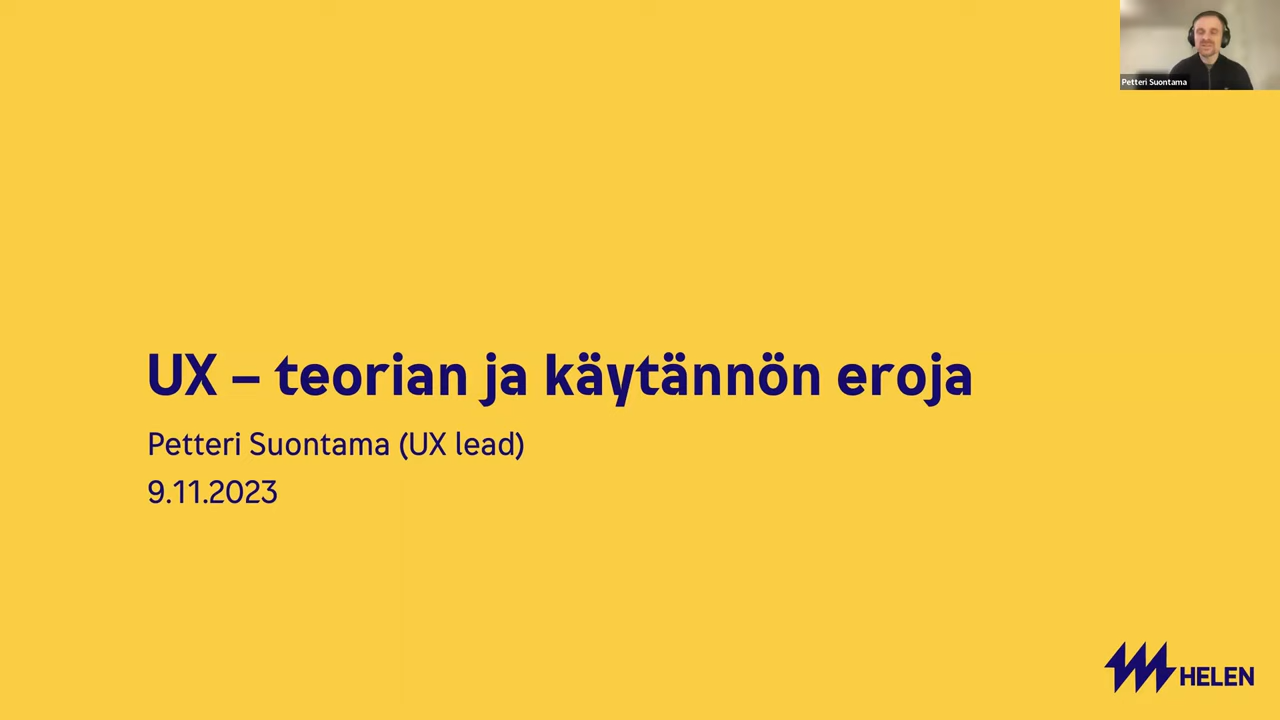 Petteri Suontama
UX – teorian ja käytännön eroja
Petteri Suontama (UX lead)
9.11.2023
HELEN